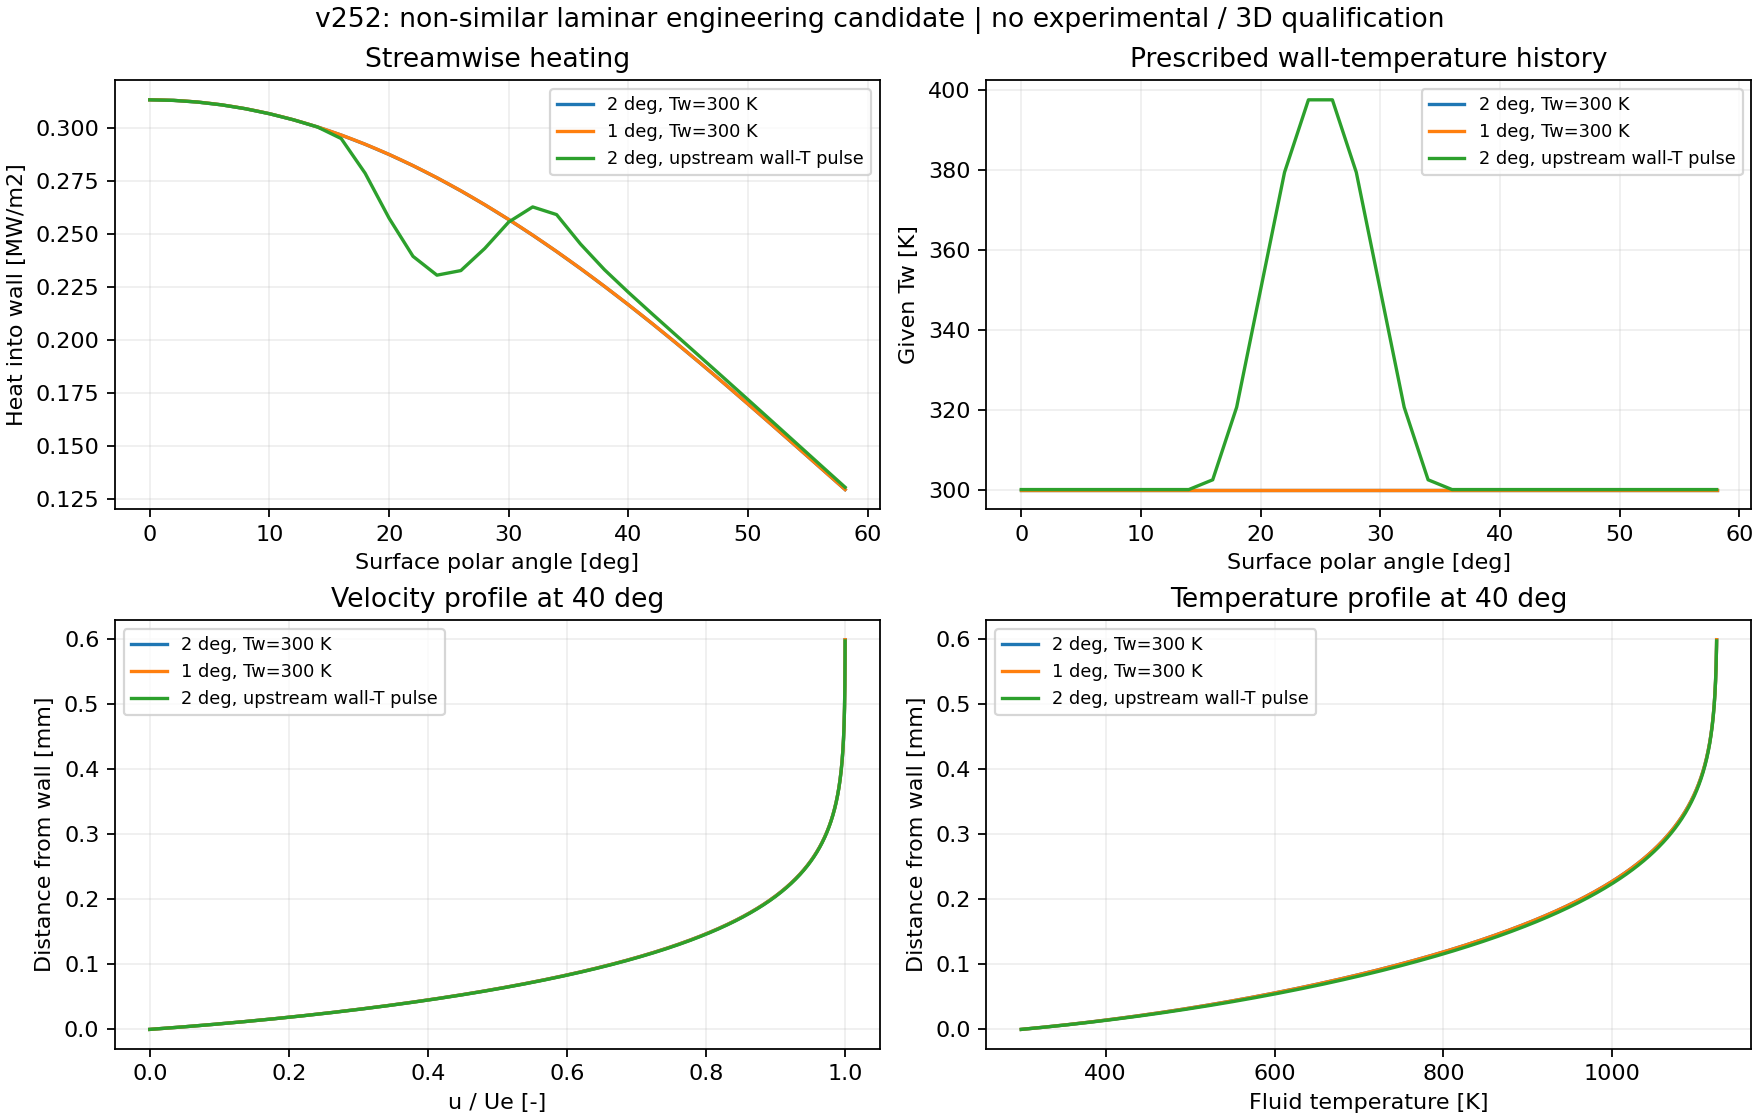 v252: non-similar laminar engineering candidate | no experimental / 3D qualification
Streamwise heating
Heat into wall [MW/m2]
0.300
0.275
0.250
0.225
0.200
0.175
0.150
0.125
2 deg, Tw=300 K
1 deg, Tw=300 K
2 deg, upstream wall-T pulse
0 10 20 30 40 50 60
Surface polar angle [deg]
Prescribed wall-temperature history
Given Tw [K]
400
380
360
340
320
300
2 deg, Tw=300 K
1 deg, Tw=300 K
2 deg, upstream wall-T pulse
0 10 20 30 40 50 60
Surface polar angle [deg]
Velocity profile at 40 deg
Distance from wall [mm]
0.6
0.5
0.4
0.3
0.2
0.1
0.0
2 deg, Tw=300 K
1 deg, Tw=300 K
2 deg, upstream wall-T pulse
0.0 0.2 0.4 0.6 0.8 1.0
u / Ue [-]
Temperature profile at 40 deg
Distance from wall [mm]
0.6
0.5
0.4
0.3
0.2
0.1
0.0
2 deg, Tw=300 K
1 deg, Tw=300 K
2 deg, upstream wall-T pulse
400 600 800 1000
Fluid temperature [K]